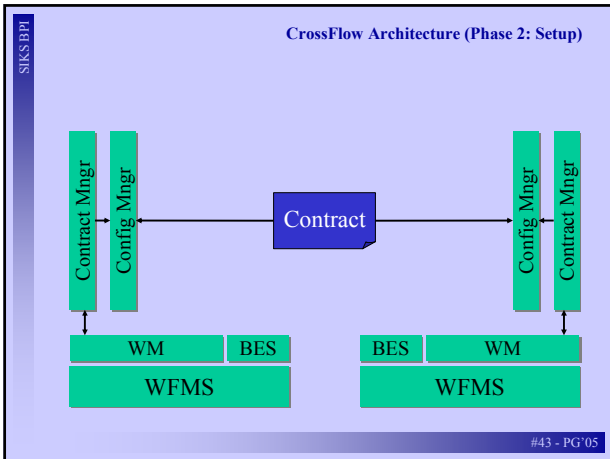 SIKS BPI
CrossFlow Architecture (Phase 2: Setup)
Contract Mngr
Config Mngr
Contract
Config Mngr
Contract Mngr
WM
BES
BES
WM
WFMS
WFMS
#43 - PG'05